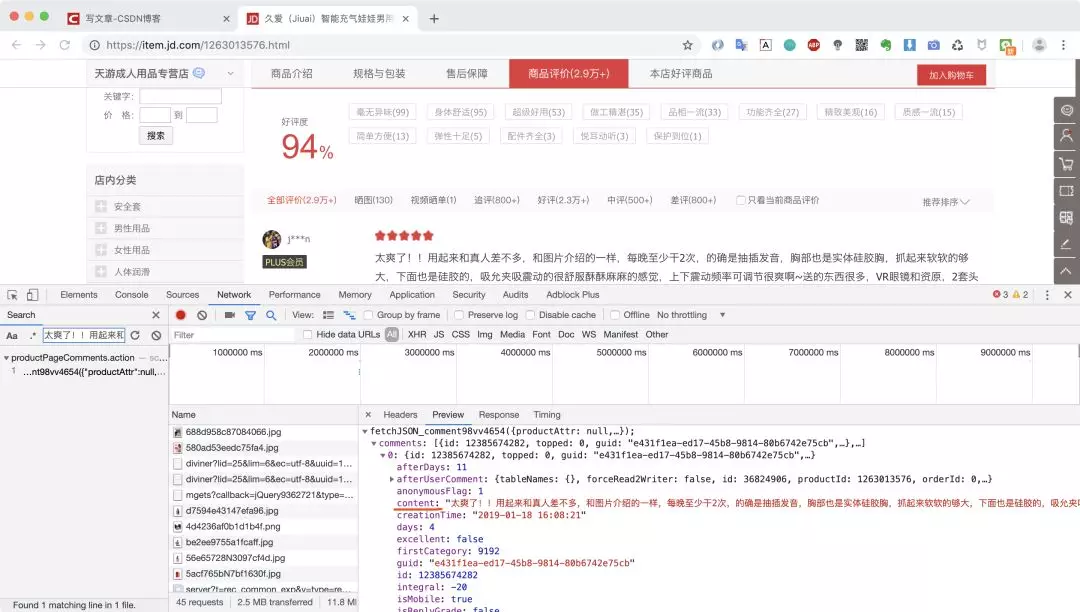 写文章-CSDN博客
久爱（Jiuai）智能充气娃娃男用
https://item.jd.com/1263013576.html
天游成人用品专营店
商品介绍 规格与包装 售后保障 商品评价(2.9万+) 本店好评商品 加入购物车
关键字:
价 格: 到
搜索
好评度
94%
毫无异味(99) 身体舒适(95) 超级好用(53) 做工精湛(35) 品相一流(33) 功能齐全(27) 精致美观(16) 质感一流(15)
简单方便(13) 弹性十足(5) 配件齐全(3) 悦耳动听(3) 保护到位(1)
店内分类
安全套
男性用品
女性用品
人体润滑
全部评价(2.9万+) 晒图(130) 视频晒单(1) 追评(800+) 好评(2.3万+) 中评(500+) 差评(800+) 只看当前商品评价 推荐排序
j***n
PLUS会员
太爽了！！用起来和真人差不多，和图片介绍的一样，每晚至少干2次，的确是抽插发音，胸部也是实体硅胶胸，抓起来软软的够
大，下面也是硅胶的，吸允夹吸震动的很舒服酥酥麻麻的感觉，上下震动频率可调节很爽啊~送的东西很多，VR眼镜和资源，2套头
Elements Console Sources Network Performance Memory Application Security Audits Adblock Plus 3 2
Search
View: Group by frame Preserve log Disable cache Offline No throttling
Aa .* 太爽了！！用起来和
Filter Hide data URLs All XHR JS CSS Img Media Font Doc WS Manifest Other
productPageComments.action — sc…
1 …nt98vv4654({"productAttr":null,…
1000000 ms 2000000 ms 3000000 ms 4000000 ms 5000000 ms 6000000 ms 7000000 ms 8000000 ms 9000000 ms
Name
688d958c87084066.jpg
580ad53eedc75fa4.jpg
diviner?lid=25&lim=6&ec=utf-8&uuid=1…
diviner?lid=25&lim=6&ec=utf-8&uuid=1…
mgets?callback=jQuery9362721&type=…
d7594e43147efa96.jpg
4d4236af0b1d1b4f.png
be2ee9755a1fcaff.jpg
56e65728N3097cf4d.jpg
5acf765bN7bf1630f.jpg
server?t=rec_common_exp&v=type=re…
45 requests 2.5 MB transferred 11.8 M
Headers Preview Response Timing
fetchJSON_comment98vv4654({productAttr: null,…});
comments: [{id: 12385674282, topped: 0, guid: "e431f1ea-ed17-45b8-9814-80b6742e75cb",…},…]
0: {id: 12385674282, topped: 0, guid: "e431f1ea-ed17-45b8-9814-80b6742e75cb",…}
afterDays: 11
afterUserComment: {tableNames: {}, forceRead2Writer: false, id: 36824906, productId: 1263013576, orderId: 0,…}
anonymousFlag: 1
content: "太爽了！！用起来和真人差不多，和图片介绍的一样，每晚至少干2次，的确是抽插发音，胸部也是实体硅胶胸，抓起来软软的够大，下面也是硅胶的，吸允夹
creationTime: "2019-01-18 16:08:21"
days: 4
excellent: false
firstCategory: 9192
guid: "e431f1ea-ed17-45b8-9814-80b6742e75cb"
id: 12385674282
integral: -20
isMobile: true
isReplyGrade: false
Found 1 matching line in 1 file.